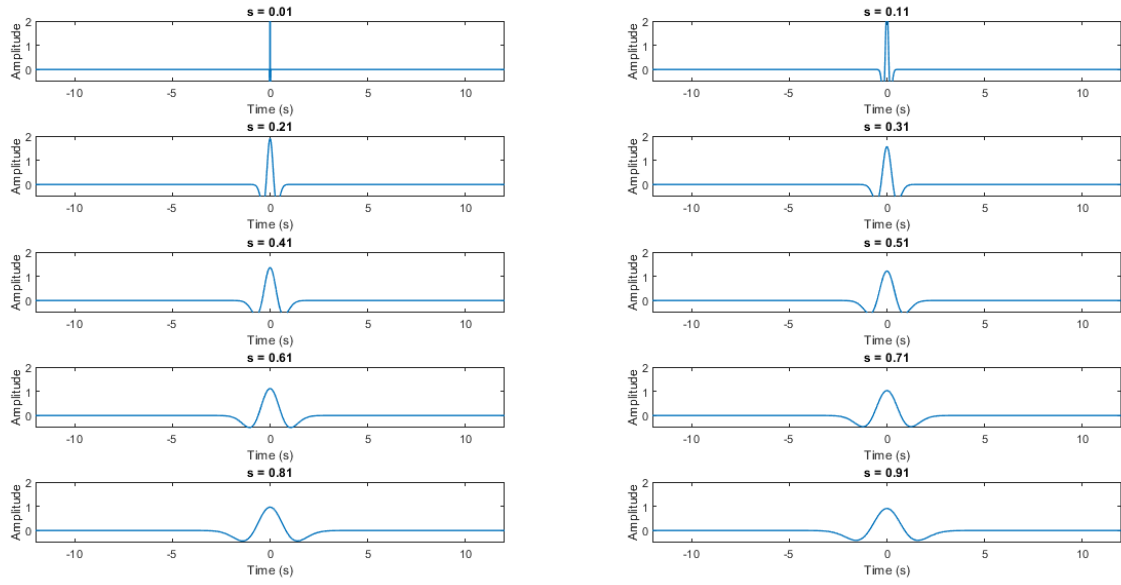 s = 0.01
Amplitude
2
1
0
-10 -5 0 5 10
Time (s)
s = 0.11
Amplitude
2
1
0
-10 -5 0 5 10
Time (s)
s = 0.21
Amplitude
2
1
0
-10 -5 0 5 10
Time (s)
s = 0.31
Amplitude
2
1
0
-10 -5 0 5 10
Time (s)
s = 0.41
Amplitude
2
1
0
-10 -5 0 5 10
Time (s)
s = 0.51
Amplitude
2
1
0
-10 -5 0 5 10
Time (s)
s = 0.61
Amplitude
2
1
0
-10 -5 0 5 10
Time (s)
s = 0.71
Amplitude
2
1
0
-10 -5 0 5 10
Time (s)
s = 0.81
Amplitude
2
1
0
-10 -5 0 5 10
Time (s)
s = 0.91
Amplitude
2
1
0
-10 -5 0 5 10
Time (s)